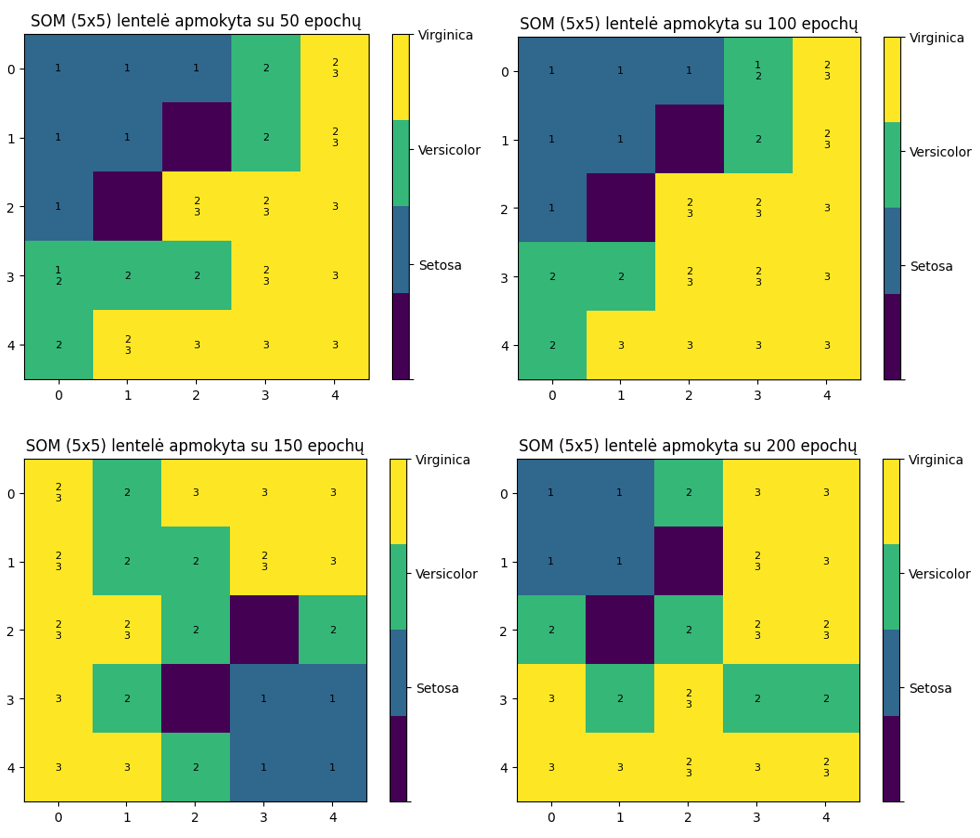 SOM (5x5) lentelė apmokyta su 50 epochų
0 1 1 1 2 2 3
1 1 1 2 2 3
2 1 2 3 2 3 3
3 1 2 2 2 2 3 3
4 2 2 3 3 3 3
0 1 2 3 4
Virginica
Versicolor
Setosa
SOM (5x5) lentelė apmokyta su 100 epochų
0 1 1 1 1 2 2 3
1 1 1 2 2 3
2 1 2 3 2 3 3
3 2 2 2 3 2 3 3
4 2 3 3 3 3
0 1 2 3 4
Virginica
Versicolor
Setosa
SOM (5x5) lentelė apmokyta su 150 epochų
0 2 3 2 3 3 3
1 2 3 2 2 2 3 3
2 2 3 2 3 2 2
3 3 2 1 1
4 3 3 2 1 1
0 1 2 3 4
Virginica
Versicolor
Setosa
SOM (5x5) lentelė apmokyta su 200 epochų
0 1 1 2 3 3
1 1 1 2 3 3
2 2 2 2 3 2 3
3 3 2 2 3 2 2
4 3 3 2 3 3 2 3
0 1 2 3 4
Virginica
Versicolor
Setosa